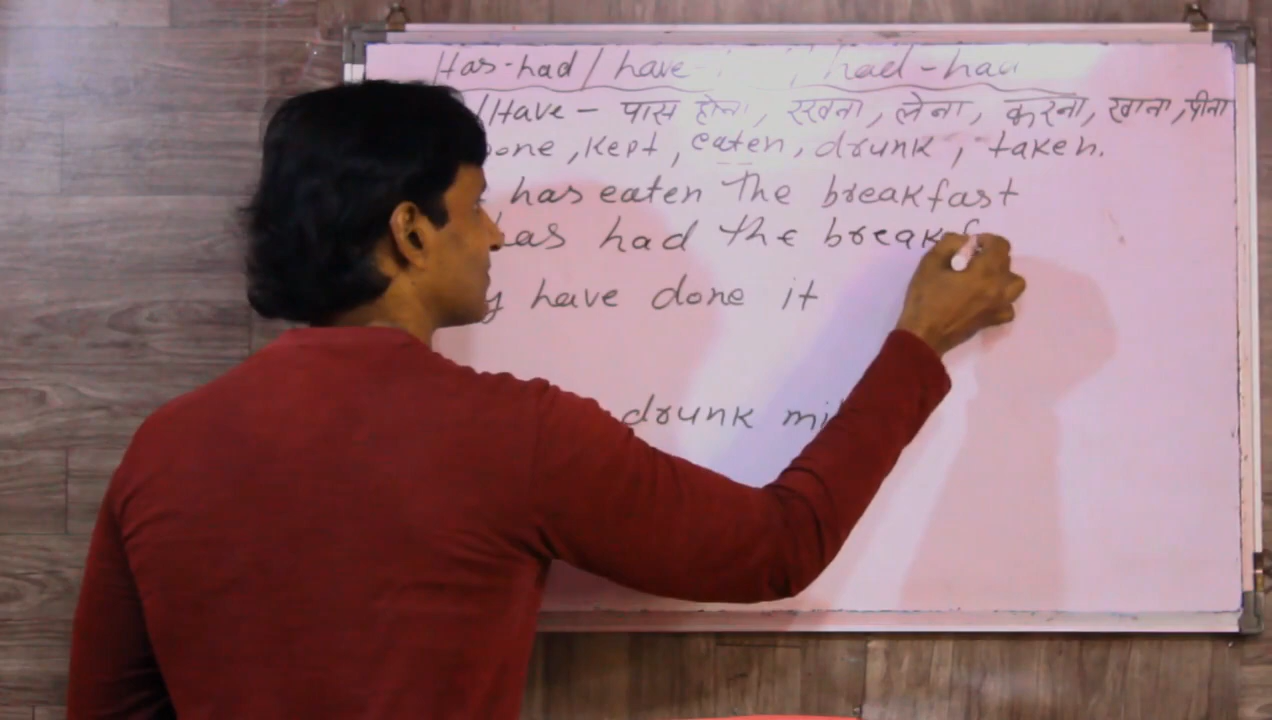 Has-had / have- had-had
/Have - पास होना, रखना, लेना, करना, खाना, पीना
Done, Kept, eaten, drunk, taken.
has eaten The breakfast
has had the breakf
y have done it
drunk mil